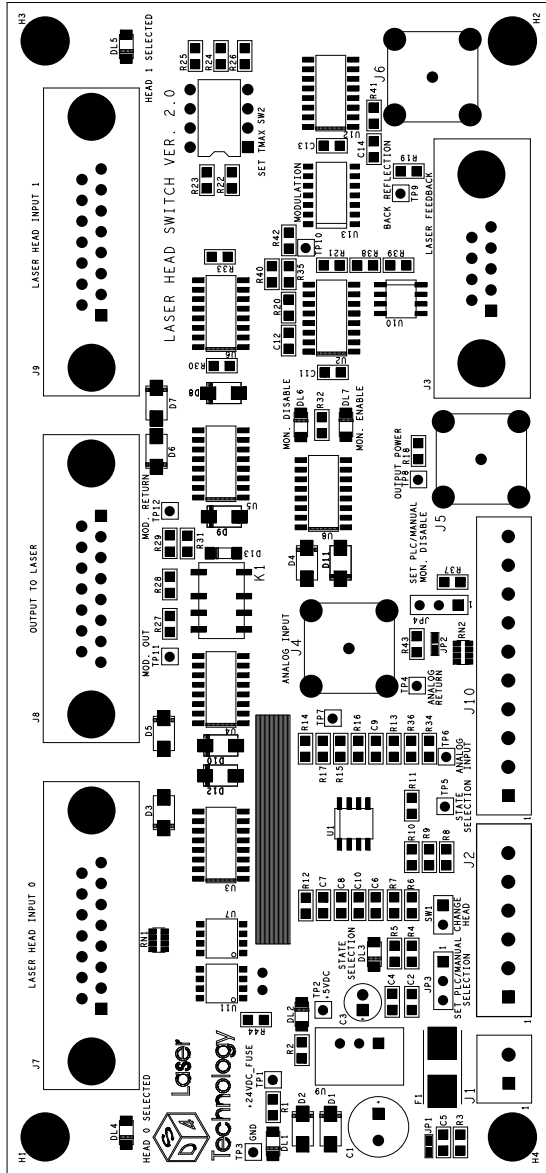 H3
DL5
HEAD 1 SELECTED
LASER HEAD INPUT 1
J9
R25
R24
R26
SET TMAX SW2
LASER HEAD SWITCH VER. 2.0
R23
R22
R33
U6
R30
D8
D7
D6
H2
J6
R41
U12
C13
C14
MODULATION
BACK REFLECTION
R19
TP9
U13
R42
TP10
R40
R35
R21
R38
R39
R20
C12
U2
U10
C11
LASER FEEDBACK
J3
MON. DISABLE
DL6
R32
DL7
MON. ENABLE
OUTPUT TO LASER
J8
MOD. RETURN
TP12
U5
D9
R29
R31
D13
R28
K1
R27
MOD. OUT
TP11
U8
D4
D11
OUTPUT POWER
R18
TP8
J5
SET PLC/MANUAL
MON. DISABLE
R37
JP4
1
ANALOG INPUT
J4
R43
JP2
RN2
TP4
ANALOG
RETURN
J10
D5
U4
D10
D12
TP7
R14
R17
R15
R16
C9
R13
R36
R34
TP6
ANALOG
INPUT
TP5
STATE
SELECTION
1
LASER HEAD INPUT 0
J7
D3
U3
U1
R11
R10
R9
R8
J2
RN1
U7
U11
R12
C7
C8
C10
C6
R7
R6
SW1
CHANGE
HEAD
JP3
1
SET PLC/MANUAL
SELECTION
1
STATE
SELECTION
DL3
R5
R4
C4
C2
R44
DL2
TP2
+5VDC
C3
+
R2
U9
F1
J1
1
H1
DL4
HEAD 0 SELECTED
D
S
4
Laser
Technology
+24VDC_FUSE
TP1
R1
D2
D1
TP3
GND
DL1
C1
+
JP1
C5
R3
H4